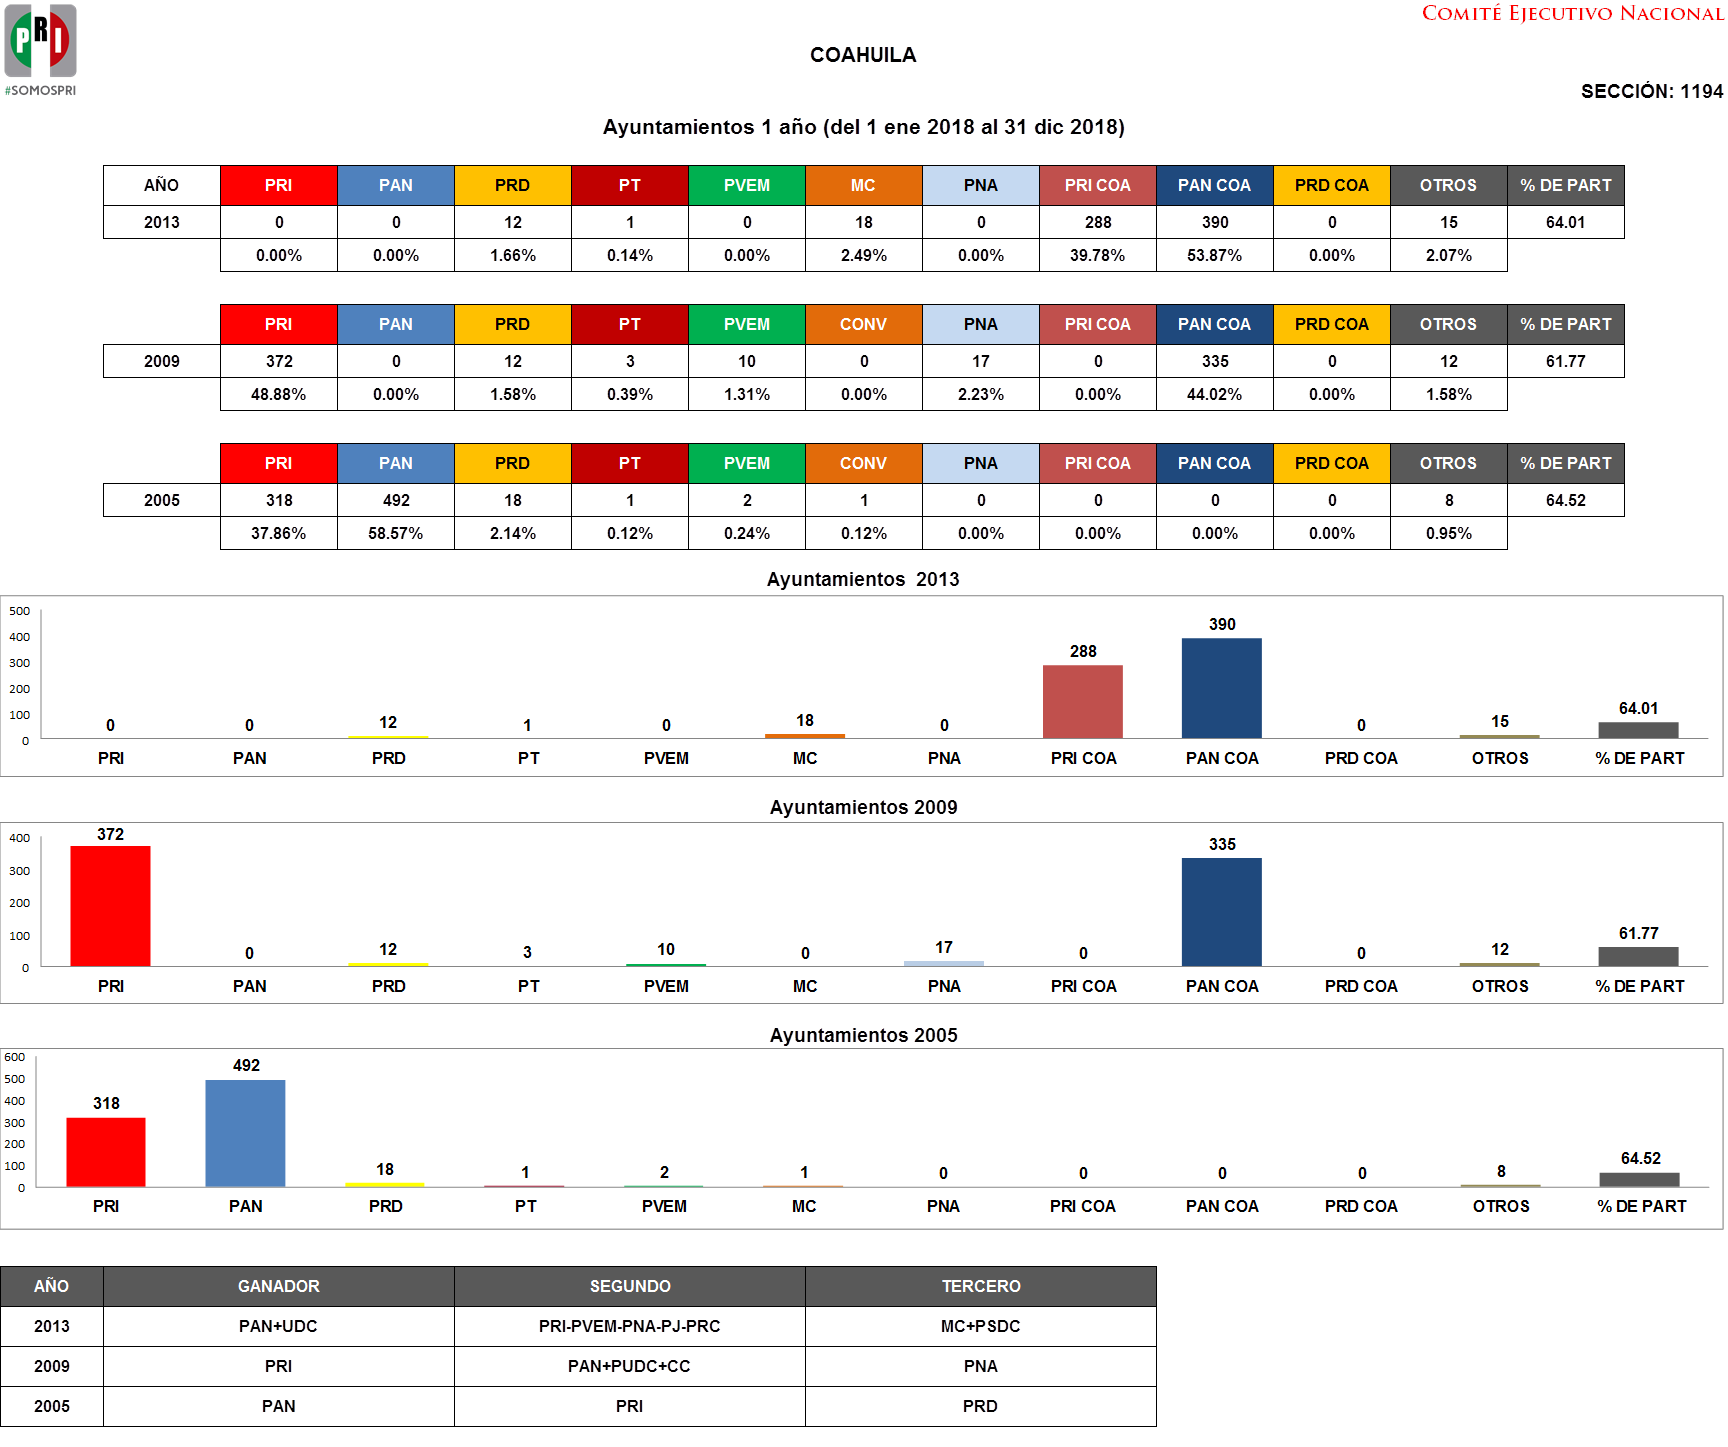 PRI
#SOMOSPRI
COMITÉ EJECUTIVO NACIONAL
COAHUILA
SECCIÓN: 1194
Ayuntamientos 1 año (del 1 ene 2018 al 31 dic 2018)
AÑO PRI PAN PRD PT PVEM MC PNA PRI COA PAN COA PRD COA OTROS % DE PART
2013 0 0 12 1 0 18 0 288 390 0 15 64.01
0.00% 0.00% 1.66% 0.14% 0.00% 2.49% 0.00% 39.78% 53.87% 0.00% 2.07%
PRI PAN PRD PT PVEM CONV PNA PRI COA PAN COA PRD COA OTROS % DE PART
2009 372 0 12 3 10 0 17 0 335 0 12 61.77
48.88% 0.00% 1.58% 0.39% 1.31% 0.00% 2.23% 0.00% 44.02% 0.00% 1.58%
PRI PAN PRD PT PVEM CONV PNA PRI COA PAN COA PRD COA OTROS % DE PART
2005 318 492 18 1 2 1 0 0 0 0 8 64.52
37.86% 58.57% 2.14% 0.12% 0.24% 0.12% 0.00% 0.00% 0.00% 0.00% 0.95%
Ayuntamientos 2013
500
400
300
200
100
0
0 0 12 1 0 18 0 288 390 0 15 64.01
PRI PAN PRD PT PVEM MC PNA PRI COA PAN COA PRD COA OTROS % DE PART
Ayuntamientos 2009
400
300
200
100
0
372 0 12 3 10 0 17 0 335 0 12 61.77
PRI PAN PRD PT PVEM MC PNA PRI COA PAN COA PRD COA OTROS % DE PART
Ayuntamientos 2005
600
500
400
300
200
100
0
318 492 18 1 2 1 0 0 0 0 8 64.52
PRI PAN PRD PT PVEM MC PNA PRI COA PAN COA PRD COA OTROS % DE PART
AÑO GANADOR SEGUNDO TERCERO
2013 PAN+UDC PRI-PVEM-PNA-PJ-PRC MC+PSDC
2009 PRI PAN+PUDC+CC PNA
2005 PAN PRI PRD